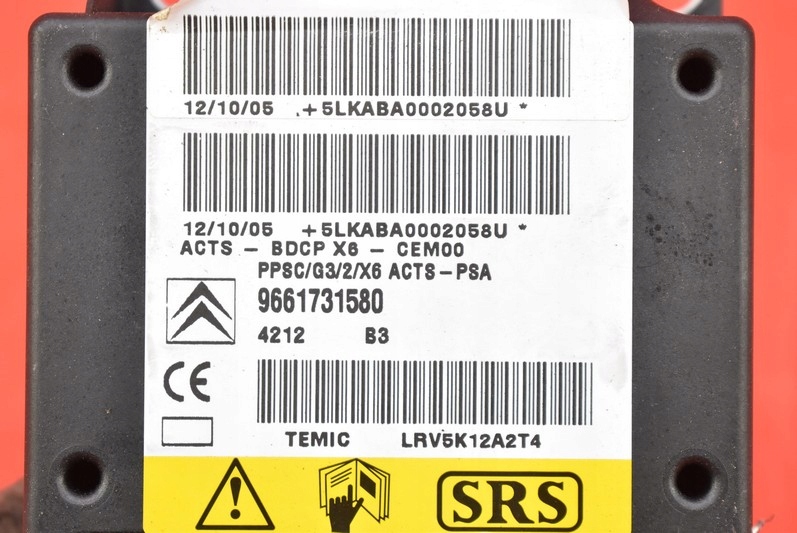 12/10/05 .+5LKABA0002058U *
12/10/05 +5LKABA0002058U *
ACTS - BDCP X6 - CEM00
PPSC/G3/2/X6 ACTS-PSA
9661731580
4212 B3
CE
TEMIC LRV5K12A2T4
SRS